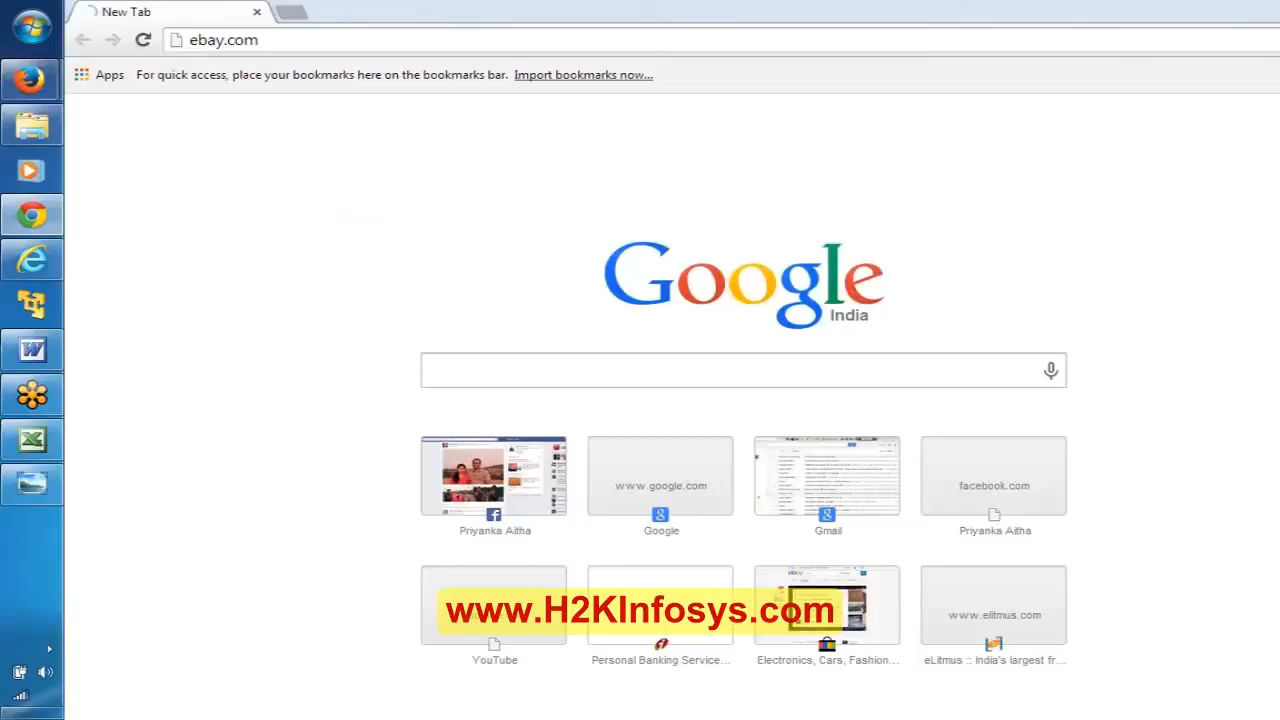 New Tab
ebay.com
Apps For quick access, place your bookmarks here on the bookmarks bar. Import bookmarks now...
Google
India
www.google.com
facebook.com
Priyanka Aitha
Google
Gmail
Priyanka Aitha
ebay
www.elitmus.com
www.H2KInfosys.com
YouTube
Personal Banking Service...
Electronics, Cars, Fashion...
eLitmus :: India's largest fr...